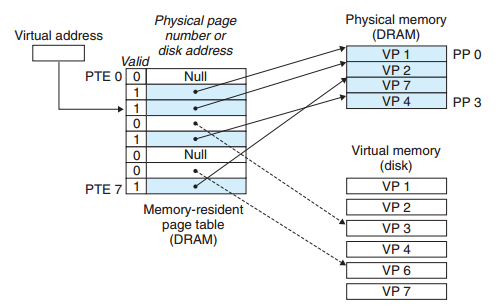 Virtual address
Physical page
number or
disk address
Valid
PTE 0 0 Null
1
1
0
1
0 Null
0
PTE 7 1
Memory-resident
page table
(DRAM)
Physical memory
(DRAM)
VP 1 PP 0
VP 2
VP 7
VP 4 PP 3
Virtual memory
(disk)
VP 1
VP 2
VP 3
VP 4
VP 6
VP 7